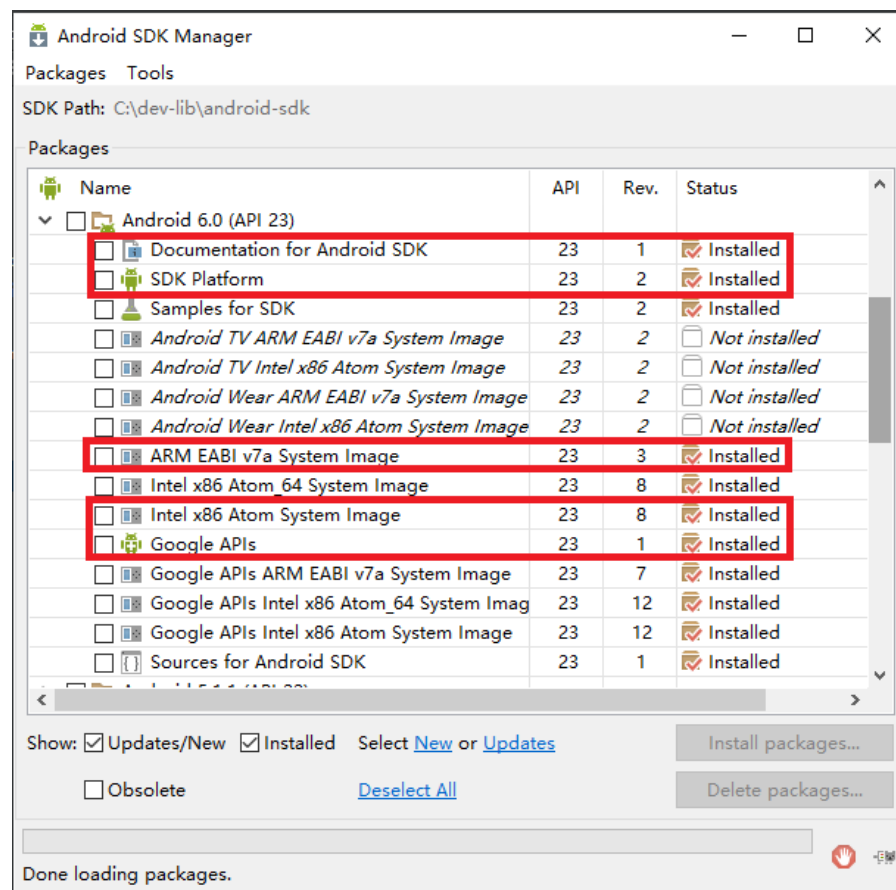 Android SDK Manager
Packages Tools
SDK Path: C:\dev-lib\android-sdk
Packages
Name API Rev. Status
Android 6.0 (API 23)
Documentation for Android SDK 23 1 Installed
SDK Platform 23 2 Installed
Samples for SDK 23 2 Installed
Android TV ARM EABI v7a System Image 23 2 Not installed
Android TV Intel x86 Atom System Image 23 2 Not installed
Android Wear ARM EABI v7a System Image 23 2 Not installed
Android Wear Intel x86 Atom System Image 23 2 Not installed
ARM EABI v7a System Image 23 3 Installed
Intel x86 Atom_64 System Image 23 8 Installed
Intel x86 Atom System Image 23 8 Installed
Google APIs 23 1 Installed
Google APIs ARM EABI v7a System Image 23 7 Installed
Google APIs Intel x86 Atom_64 System Imag 23 12 Installed
Google APIs Intel x86 Atom System Image 23 12 Installed
Sources for Android SDK 23 1 Installed
Show: Updates/New Installed Select New or Updates Install packages...
Obsolete Deselect All Delete packages...
Done loading packages.